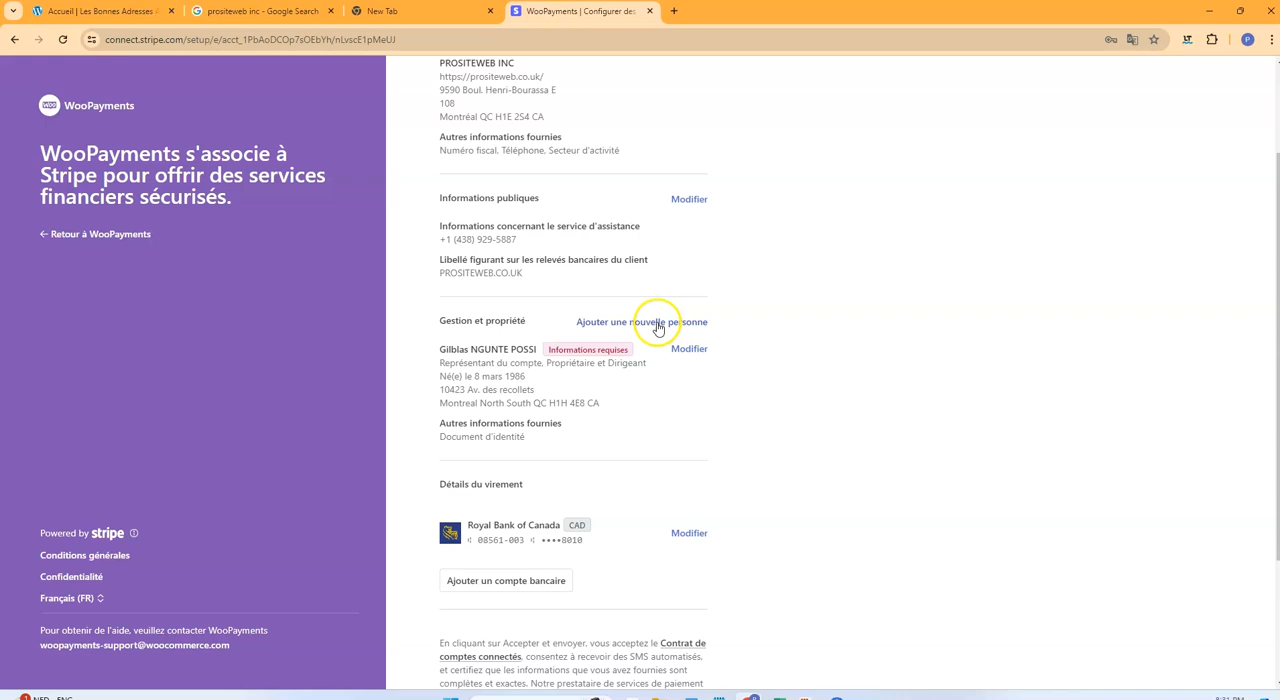 Accueil | Les Bonnes Adresses
prositeweb inc - Google Search
New Tab
WooPayments | Configurer des
connect.stripe.com/setup/e/acct_1PbAoDCOp7sOEbYh/nLvscE1pMeUJ
WooPayments
WooPayments s'associe à
Stripe pour offrir des services
financiers sécurisés.
← Retour à WooPayments
Powered by stripe
Conditions générales
Confidentialité
Français (FR)
Pour obtenir de l'aide, veuillez contacter WooPayments
woopayments-support@woocommerce.com
PROSITEWEB INC
https://prositeweb.co.uk/
9590 Boul. Henri-Bourassa E
108
Montréal QC H1E 2S4 CA
Autres informations fournies
Numéro fiscal, Téléphone, Secteur d'activité
Informations publiques Modifier
Informations concernant le service d'assistance
+1 (438) 929-5887
Libellé figurant sur les relevés bancaires du client
PROSITEWEB.CO.UK
Gestion et propriété Ajouter une nouvelle personne
Gilblas NGUNTE POSSI Informations requises Modifier
Représentant du compte, Propriétaire et Dirigeant
Né(e) le 8 mars 1986
10423 Av. des recollets
Montreal North South QC H1H 4E8 CA
Autres informations fournies
Document d'identité
Détails du virement
Royal Bank of Canada CAD
⑆ 08561-003 ⑆ ••••8010 Modifier
Ajouter un compte bancaire
En cliquant sur Accepter et envoyer, vous acceptez le Contrat de
comptes connectés, consentez à recevoir des SMS automatisés,
et certifiez que les informations que vous avez fournies sont
complètes et exactes. Notre prestataire de services de paiement